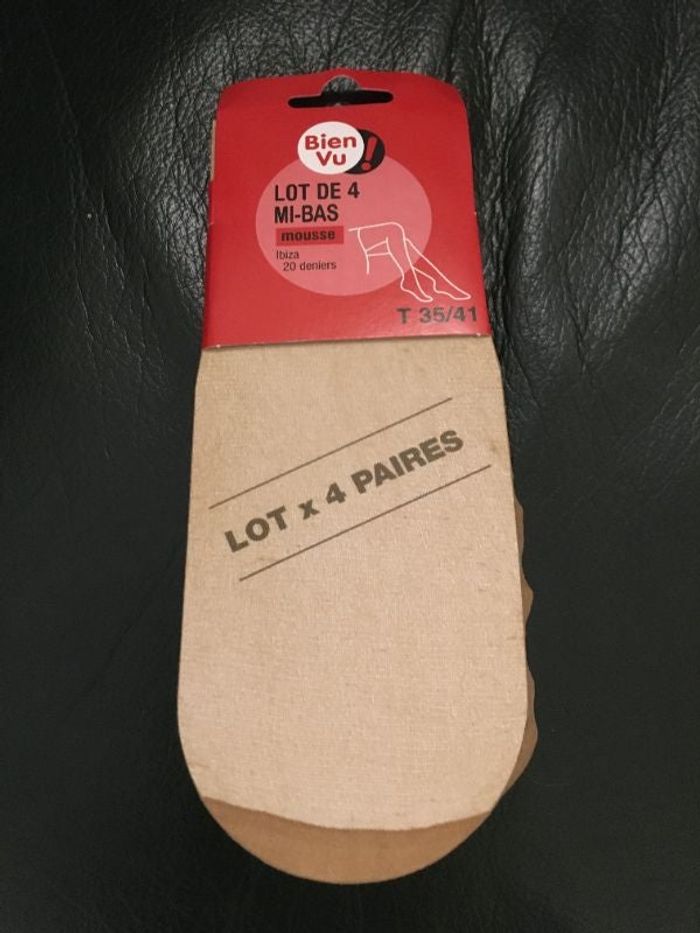 Bien
Vu !
LOT DE 4
MI-BAS
mousse
Ibiza
20 deniers
T 35/41
LOT x 4 PAIRES